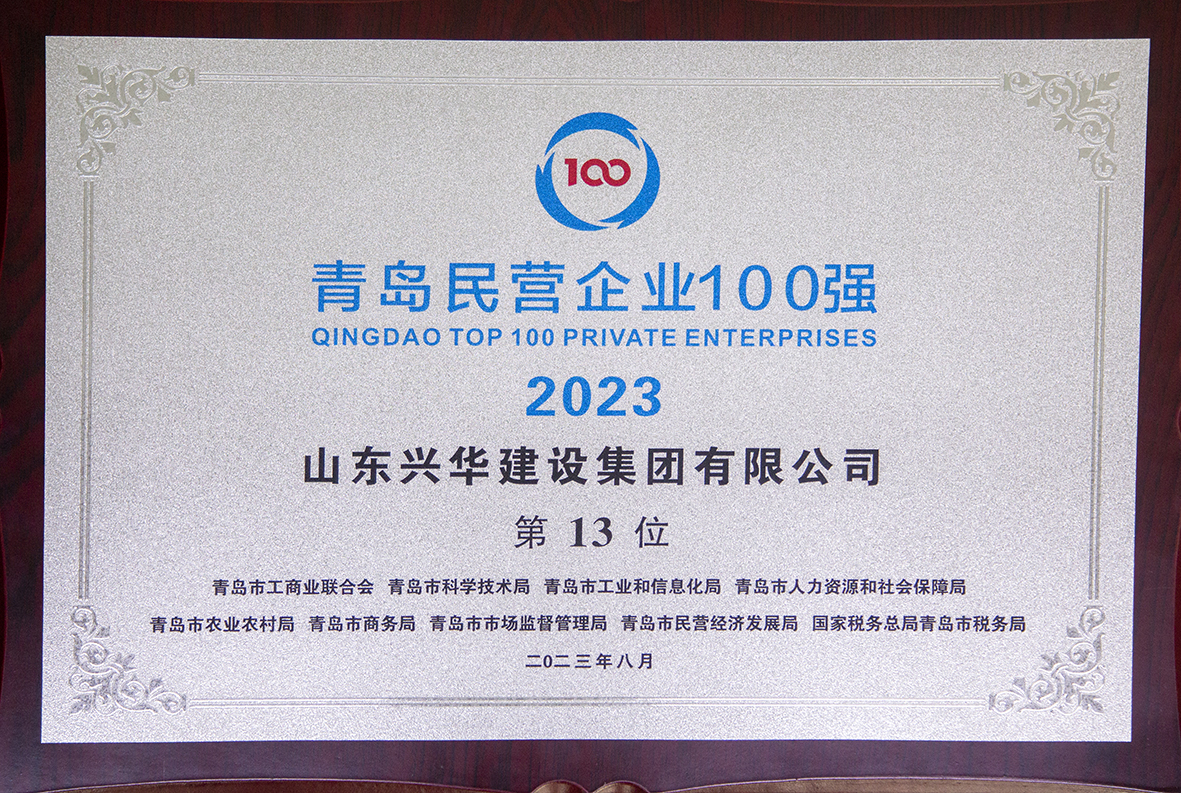 100
青岛民营企业100强
QINGDAO TOP 100 PRIVATE ENTERPRISES
2023
山东兴华建设集团有限公司
第 13 位
青岛市工商业联合会 青岛市科学技术局 青岛市工业和信息化局 青岛市人力资源和社会保障局
青岛市农业农村局 青岛市商务局 青岛市市场监督管理局 青岛市民营经济发展局 国家税务总局青岛市税务局
二0二三年八月